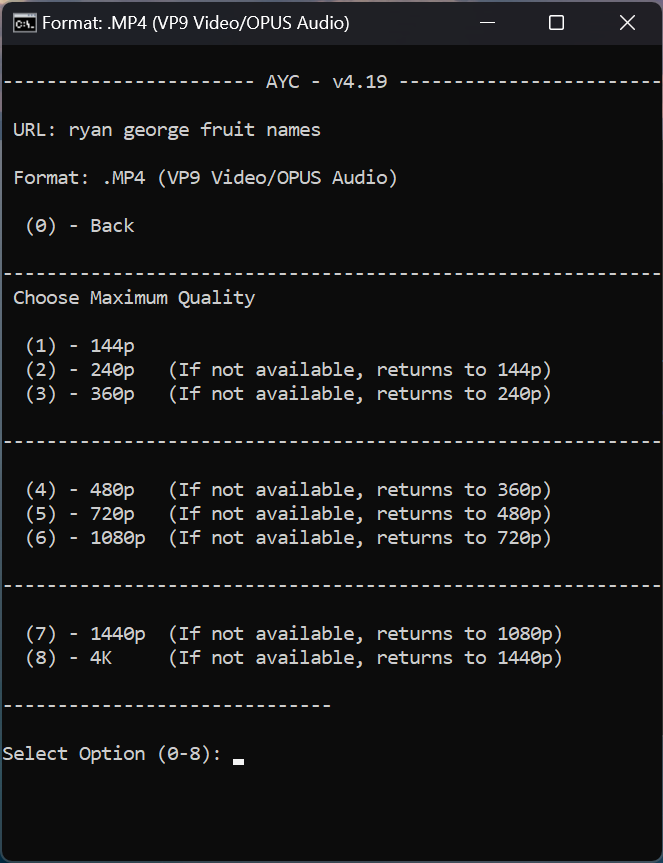 Format: .MP4 (VP9 Video/OPUS Audio)
----------------------- AYC - v4.19 ------------------------
URL: ryan george fruit names
Format: .MP4 (VP9 Video/OPUS Audio)
(0) - Back
------------------------------------------------------------
Choose Maximum Quality
(1) - 144p
(2) - 240p   (If not available, returns to 144p)
(3) - 360p   (If not available, returns to 240p)
------------------------------------------------------------
(4) - 480p   (If not available, returns to 360p)
(5) - 720p   (If not available, returns to 480p)
(6) - 1080p  (If not available, returns to 720p)
------------------------------------------------------------
(7) - 1440p  (If not available, returns to 1080p)
(8) - 4K     (If not available, returns to 1440p)
------------------------------
Select Option (0-8):